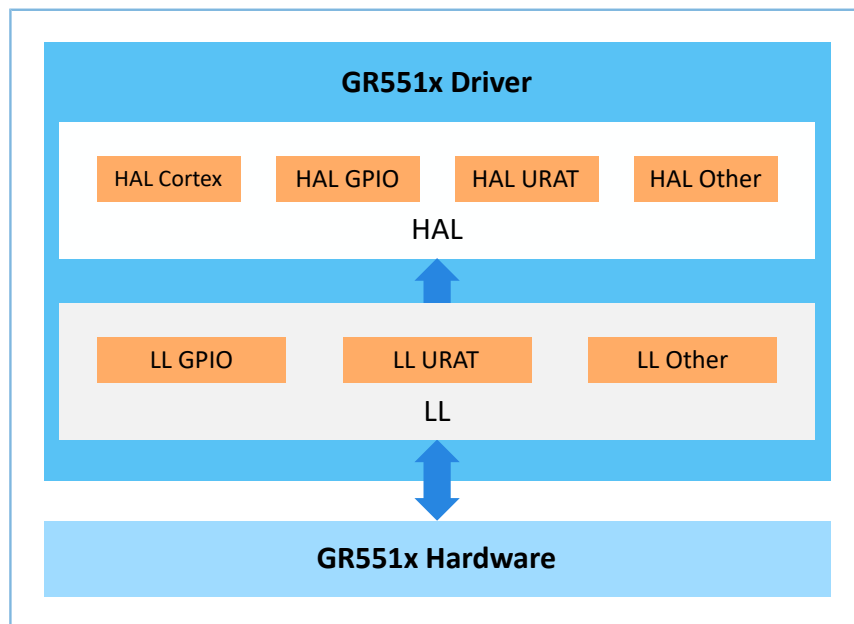 GR551x Driver
HAL Cortex HAL GPIO HAL URAT HAL Other
HAL
LL GPIO LL URAT LL Other
LL
GR551x Hardware